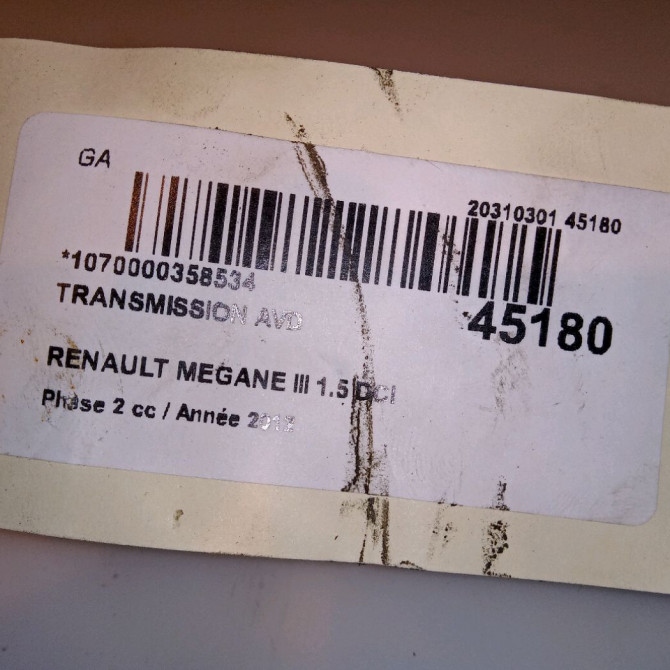 GA
20310301 45180
*1070000358534
TRANSMISSION AVD
45180
RENAULT MEGANE III 1.5 DCI
Phase 2 cc / Année